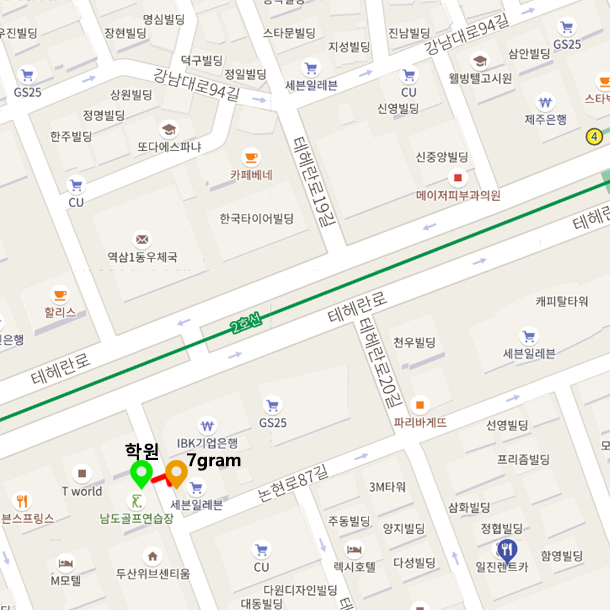 명심빌딩
장현빌딩
스타문빌딩
지성빌딩
진남빌딩
강남대로94길
GS25
삼안빌딩
덕구빌딩
정일빌딩
세븐일레븐
CU
웰빙텔고시원
GS25
강남대로94길
상원빌딩
정명빌딩
한주빌딩
또다에스파냐
신영빌딩
제주은행
4
카페베네
테헤란로19길
신중앙빌딩
메이저피부과의원
CU
한국타이어빌딩
역삼1동우체국
할리스
2호선
테헤란로
테헤란로
테헤란로20길
캐피탈타워
천우빌딩
세븐일레븐
GS25
파리바게뜨
IBK기업은행
학원
7gram
선영빌딩
프리즘빌딩
T world
세븐일레븐
남도골프연습장
논현로87길
3M타워
주동빌딩
양지빌딩
삼화빌딩
정협빌딩
M모텔
두산위브센티움
CU
렉시호텔
다성빌딩
일진렌트카
함영빌딩
다원디자인빌딩
대동빌딩